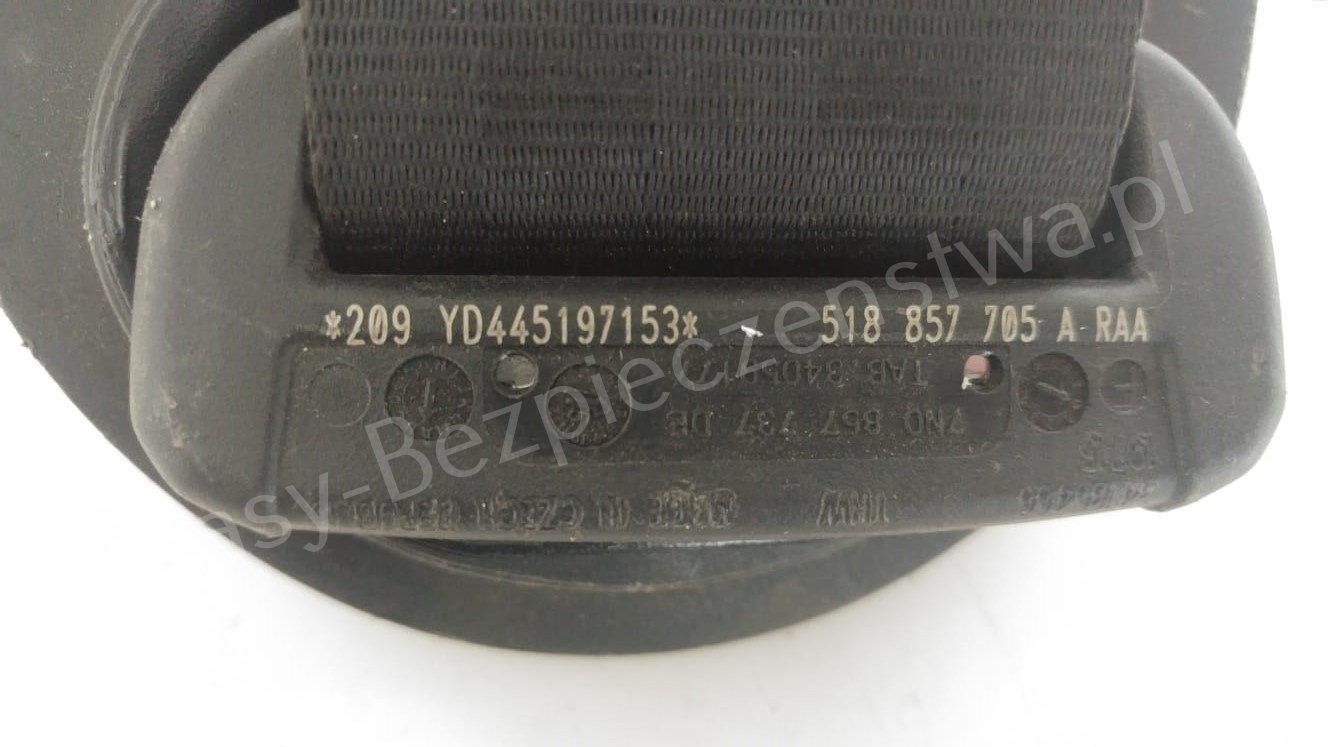 *209 YD445197153* 518 857 705 A RAA
TAB
7N0 857 737 DE
TRW MADE IN CZECH REPUBLIC
Pasy-Bezpieczenstwa.pl